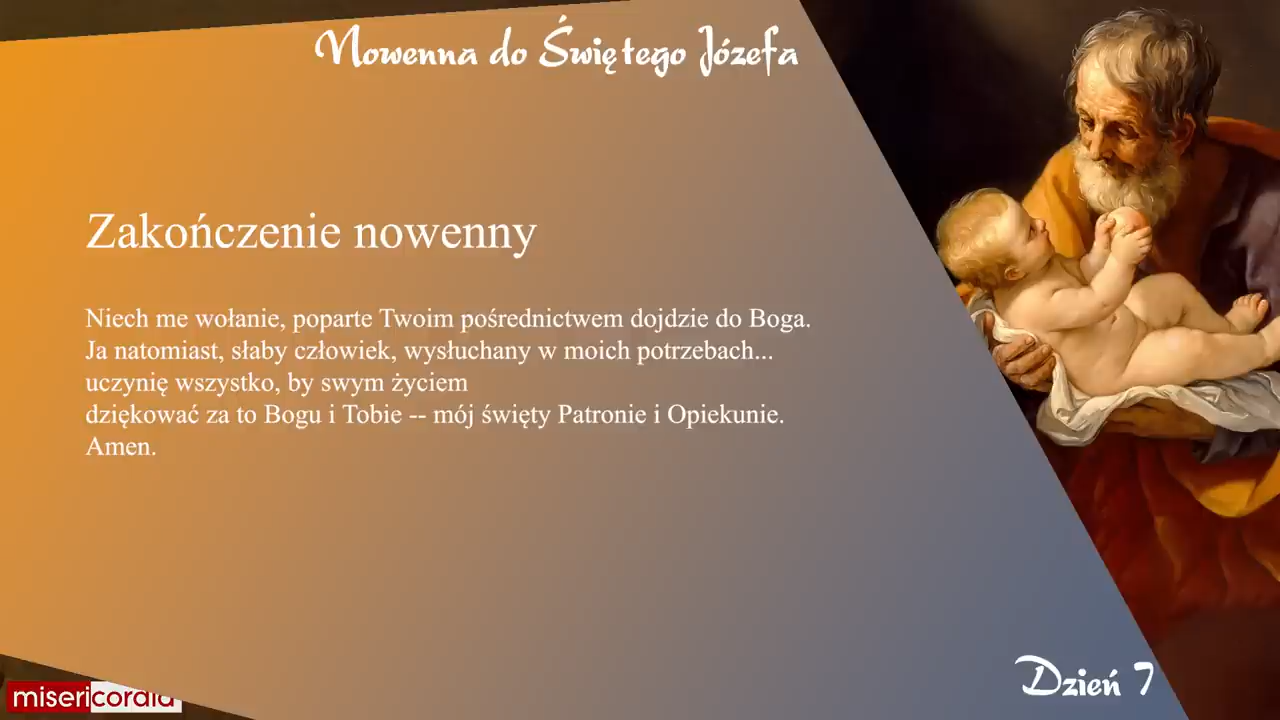 Nowenna do Świętego Józefa
Zakończenie nowenny
Niech me wołanie, poparte Twoim pośrednictwem dojdzie do Boga.
Ja natomiast, słaby człowiek, wysłuchany w moich potrzebach...
uczynię wszystko, by swym życiem
dziękować za to Bogu i Tobie -- mój święty Patronie i Opiekunie.
Amen.
Dzień 7
misericordia